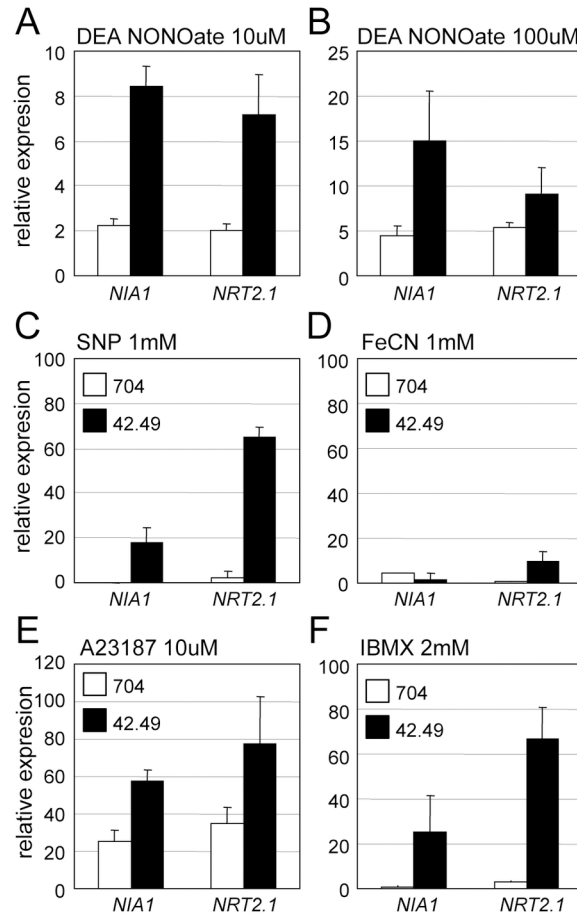 A
DEA NONOate 10uM
relative expresion
10
8
6
4
2
0
NIA1
NRT2.1
B
DEA NONOate 100uM
25
20
15
10
5
0
NIA1
NRT2.1
C
SNP 1mM
relative expresion
100
80
60
40
20
0
704
42.49
NIA1
NRT2.1
D
FeCN 1mM
100
80
60
40
20
0
704
42.49
NIA1
NRT2.1
E
A23187 10uM
relative expresion
120
100
80
60
40
20
0
704
42.49
NIA1
NRT2.1
F
IBMX 2mM
100
80
60
40
20
0
704
42.49
NIA1
NRT2.1